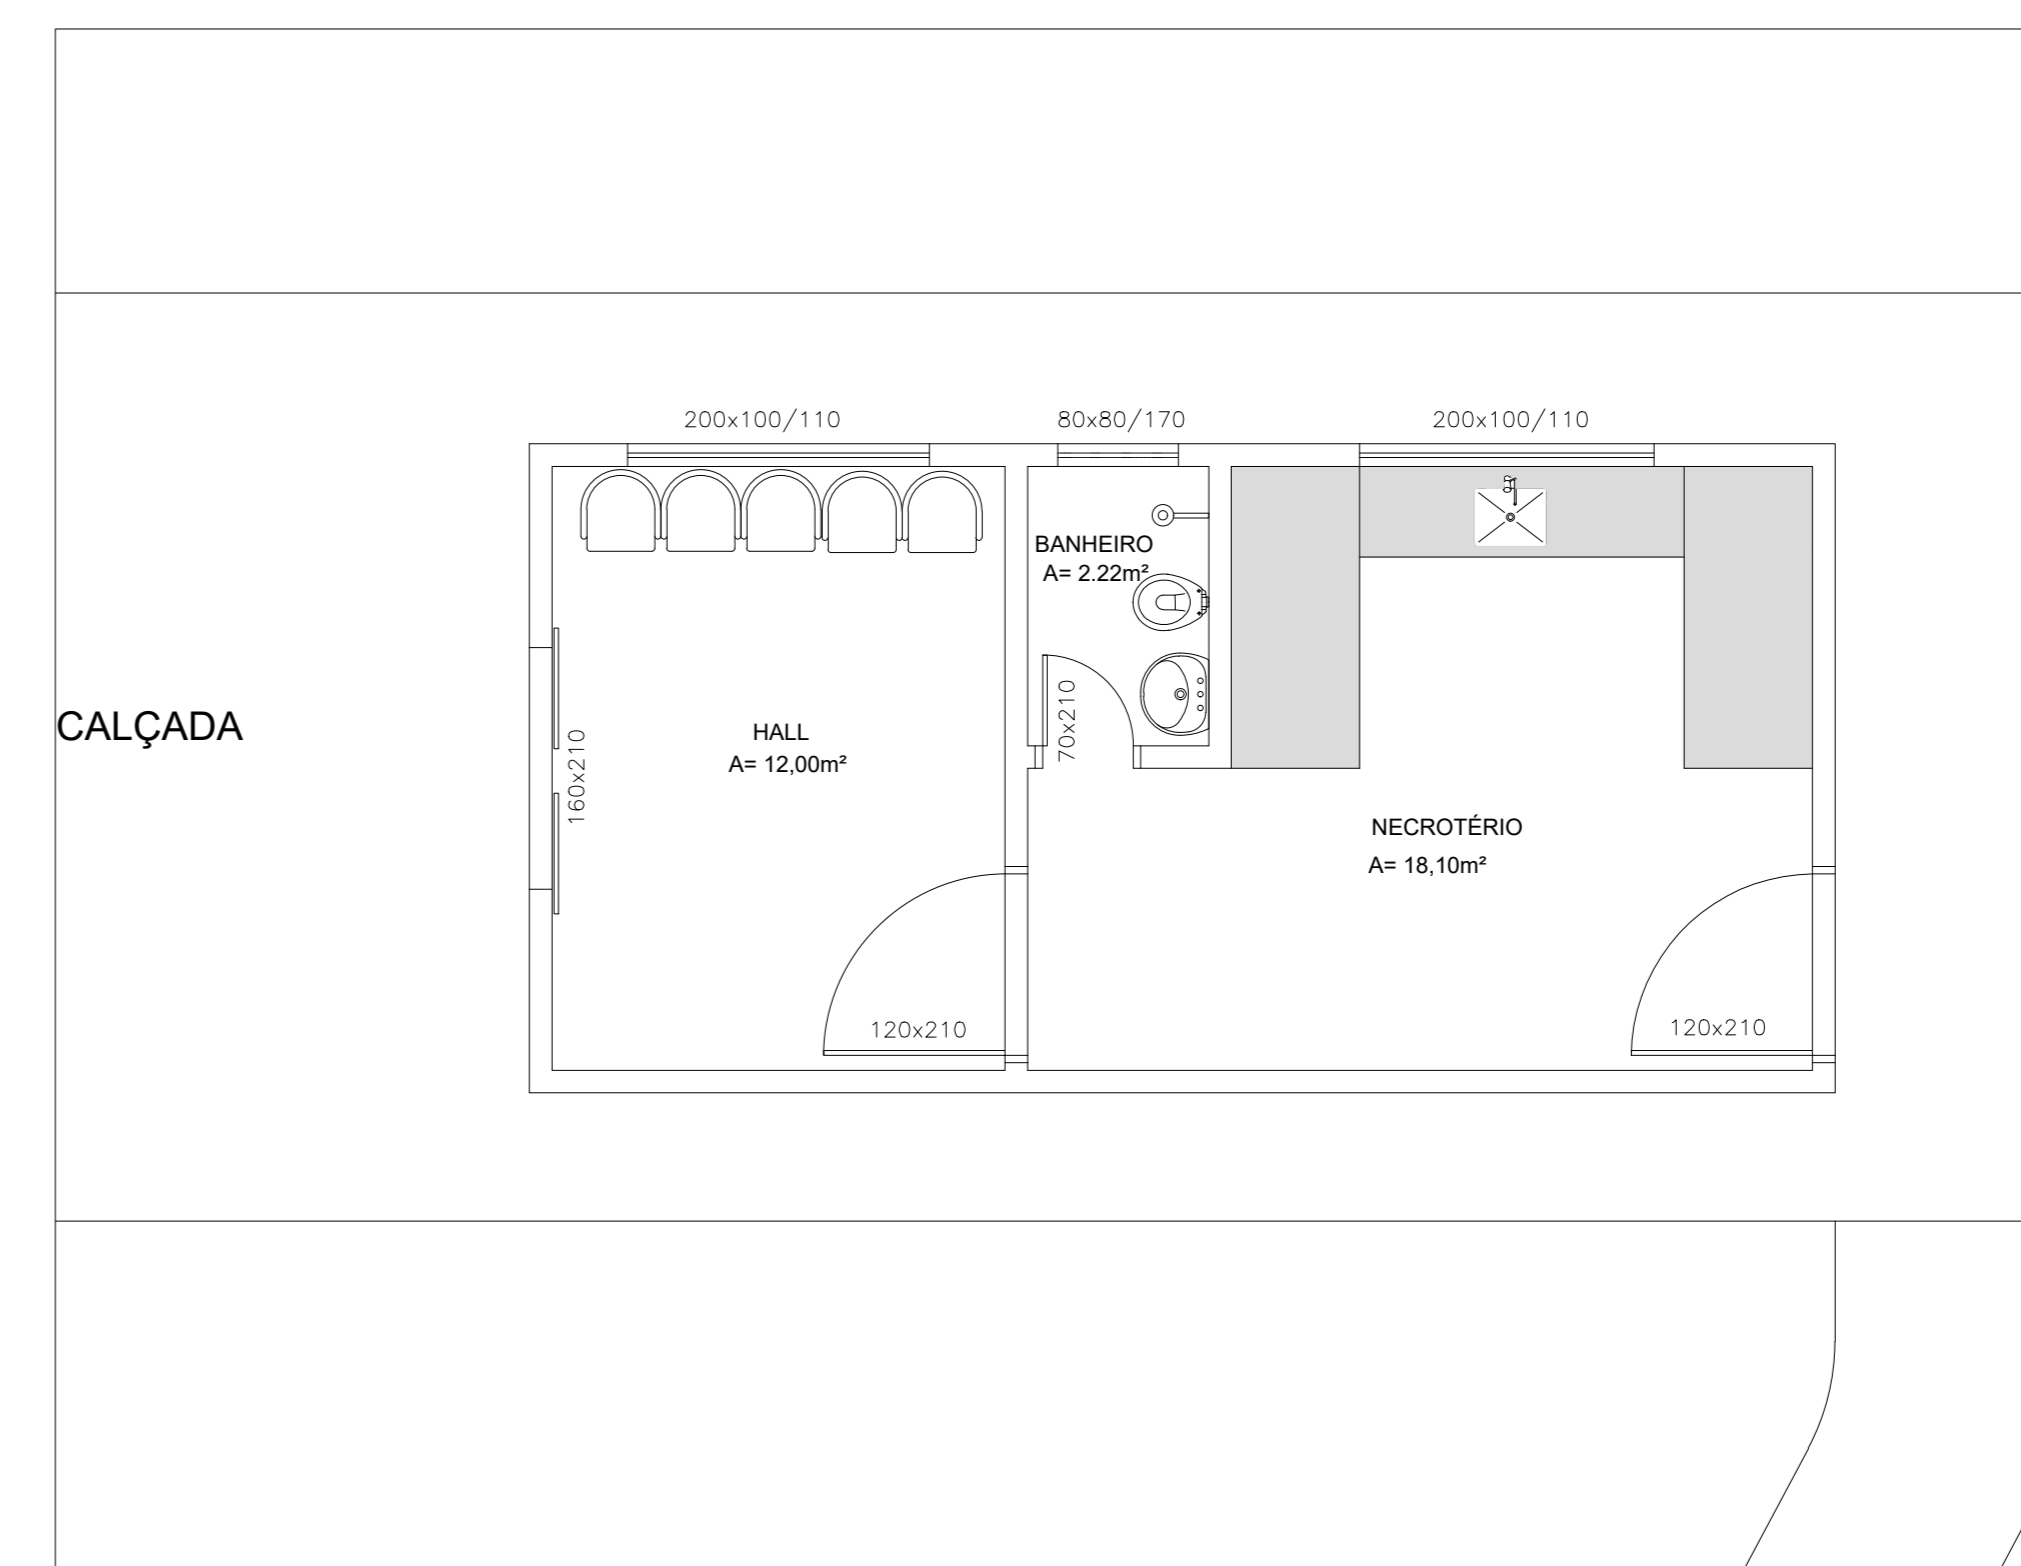 200x100/110
80x80/170
200x100/110
BANHEIRO
A= 2.22m²
70x210
CALÇADA
HALL
A= 12,00m²
160x210
NECROTÉRIO
A= 18,10m²
120x210
120x210